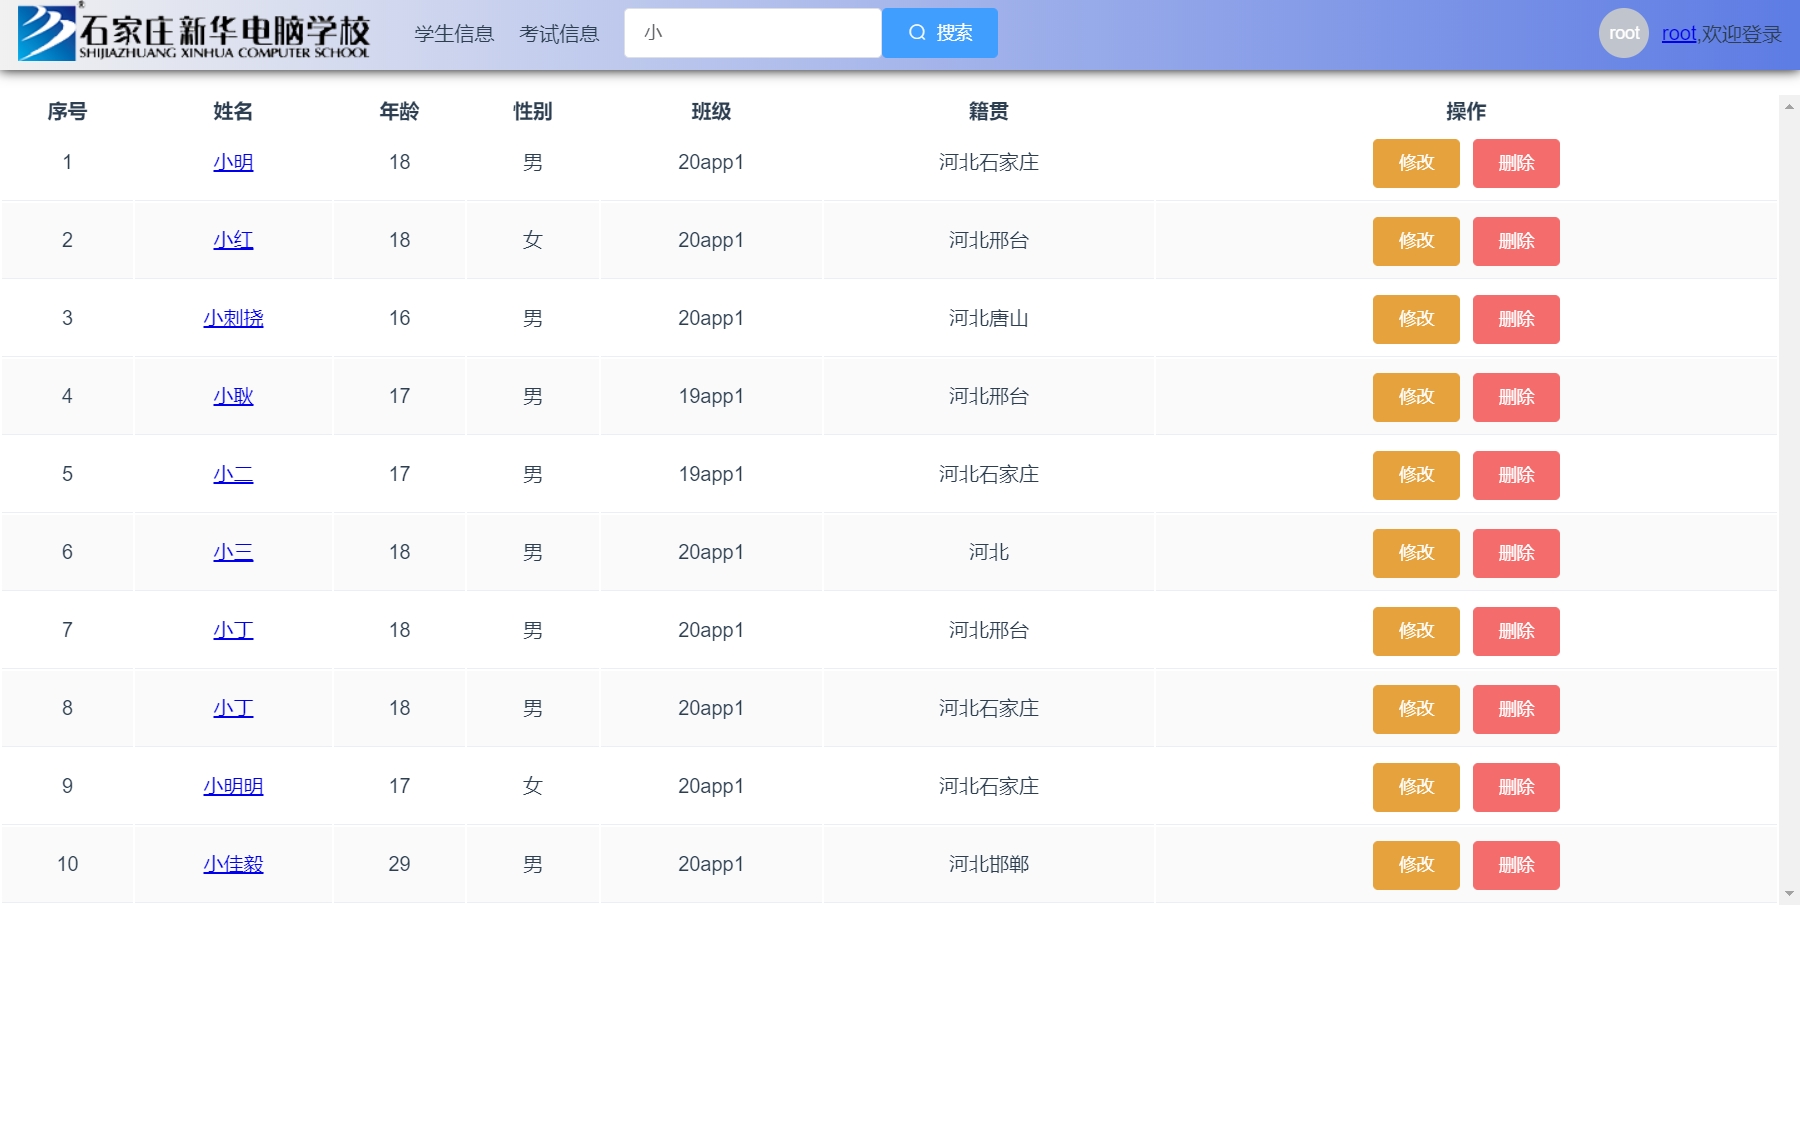 石家庄新华电脑学校®
SHIJIAZHUANG XINHUA COMPUTER SCHOOL
学生信息 考试信息 小 搜索 root root,欢迎登录
序号 姓名 年龄 性别 班级 籍贯 操作
1 小明 18 男 20app1 河北石家庄 修改 删除
2 小红 18 女 20app1 河北邢台 修改 删除
3 小刺挠 16 男 20app1 河北唐山 修改 删除
4 小耿 17 男 19app1 河北邢台 修改 删除
5 小二 17 男 19app1 河北石家庄 修改 删除
6 小三 18 男 20app1 河北 修改 删除
7 小丁 18 男 20app1 河北邢台 修改 删除
8 小丁 18 男 20app1 河北石家庄 修改 删除
9 小明明 17 女 20app1 河北石家庄 修改 删除
10 小佳毅 29 男 20app1 河北邯郸 修改 删除